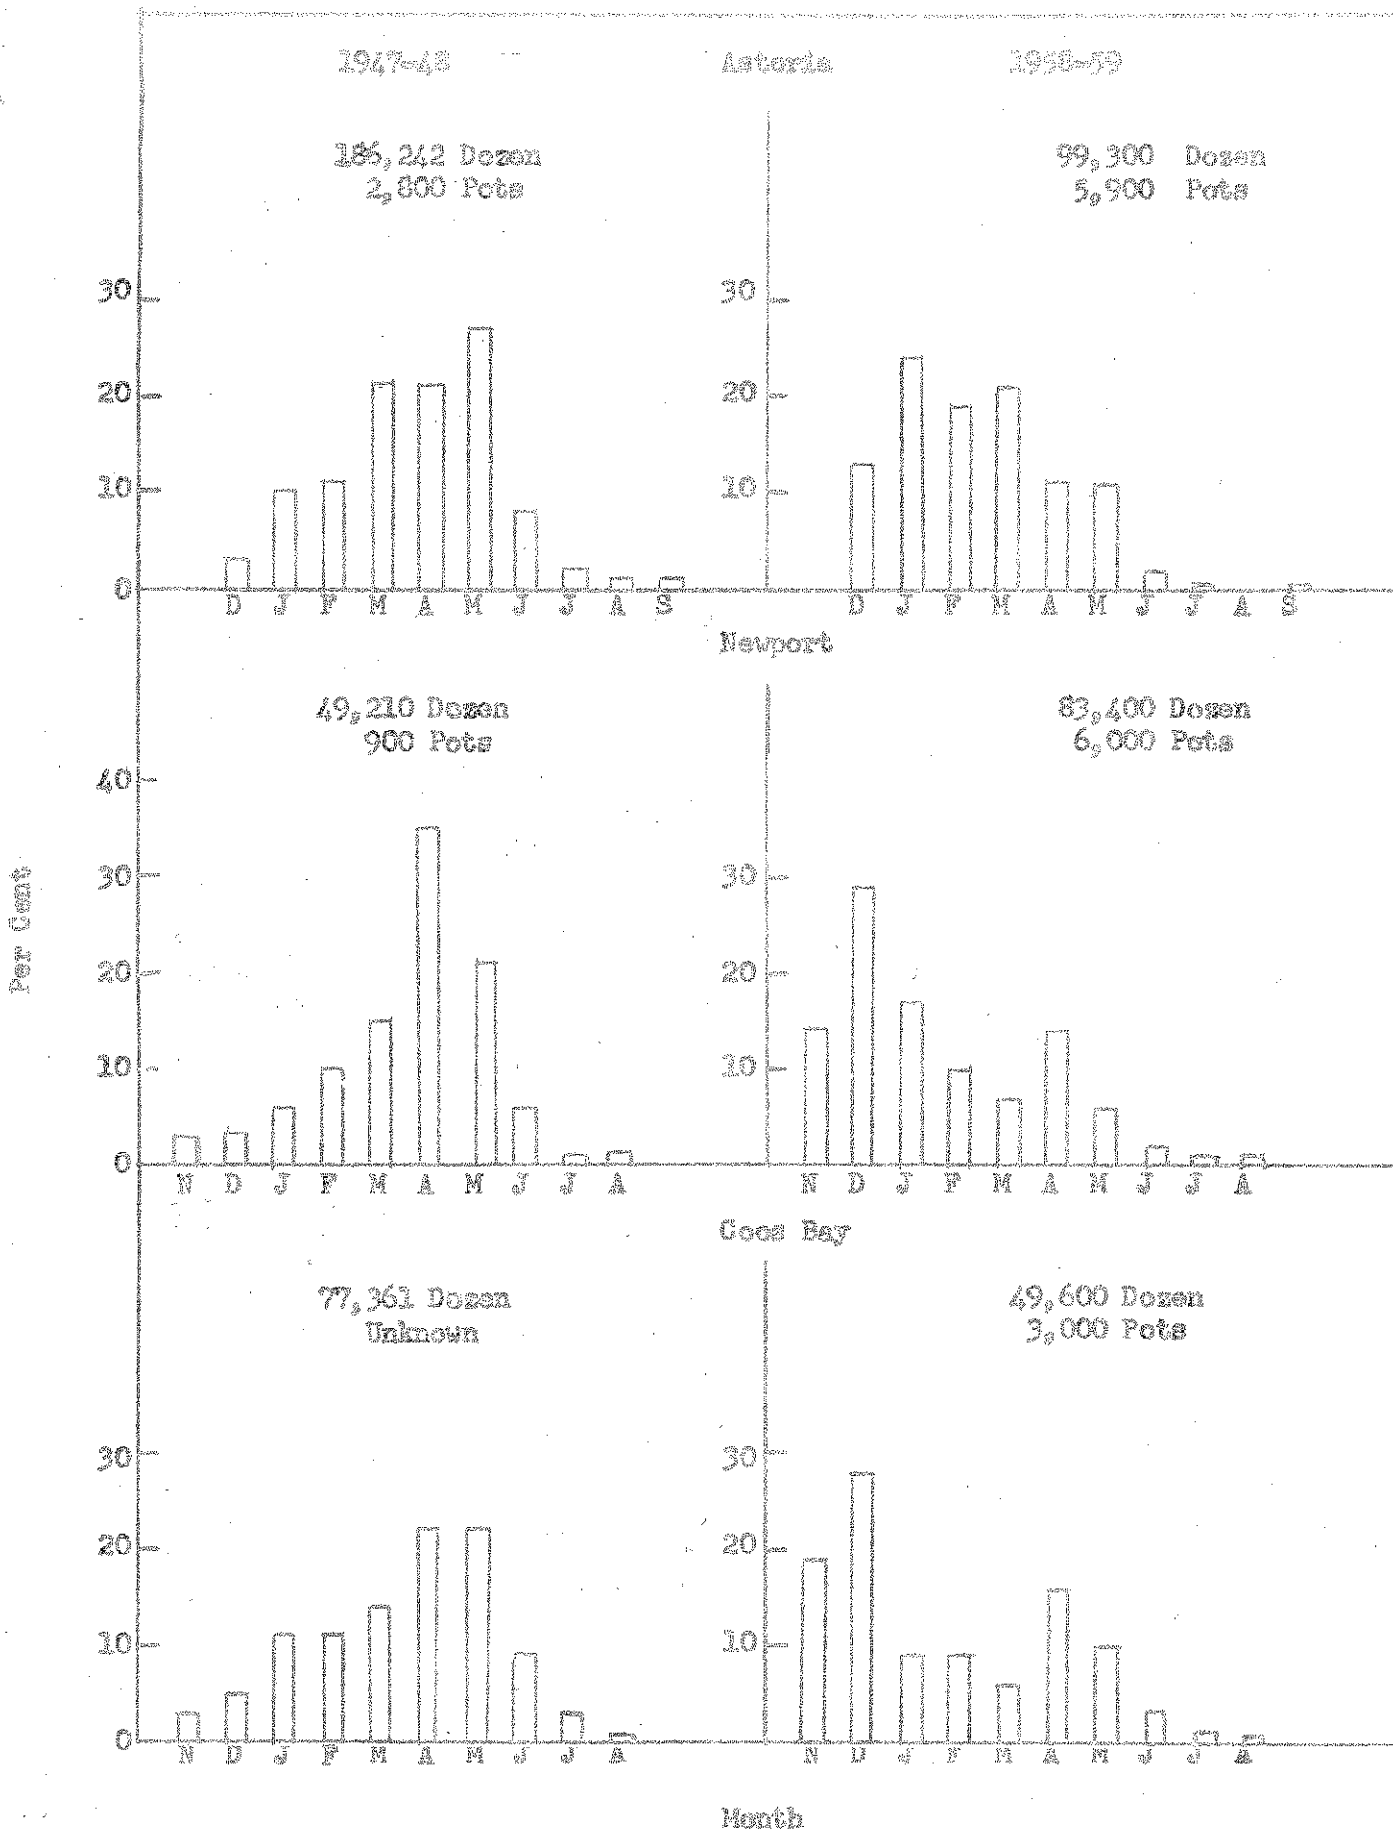 1947-48 Astoria 1958-59
186,242 Dozen 99,300 Dozen
2,800 Pots 5,900 Pots
30 30
20 20
10 10
0
D J F M A M J J A S D J F M A M J J A S
Newport
49,210 Dozen 83,400 Dozen
900 Pots 6,000 Pots
40
30 30
Per Cent
20 20
10 10
0
N D J F M A M J J A N D J F M A M J J A
Coos Bay
77,361 Dozen 49,600 Dozen
Unknown 3,000 Pots
30 30
20 20
10 10
0
N D J F M A M J J A N D J F M A M J J A
Month